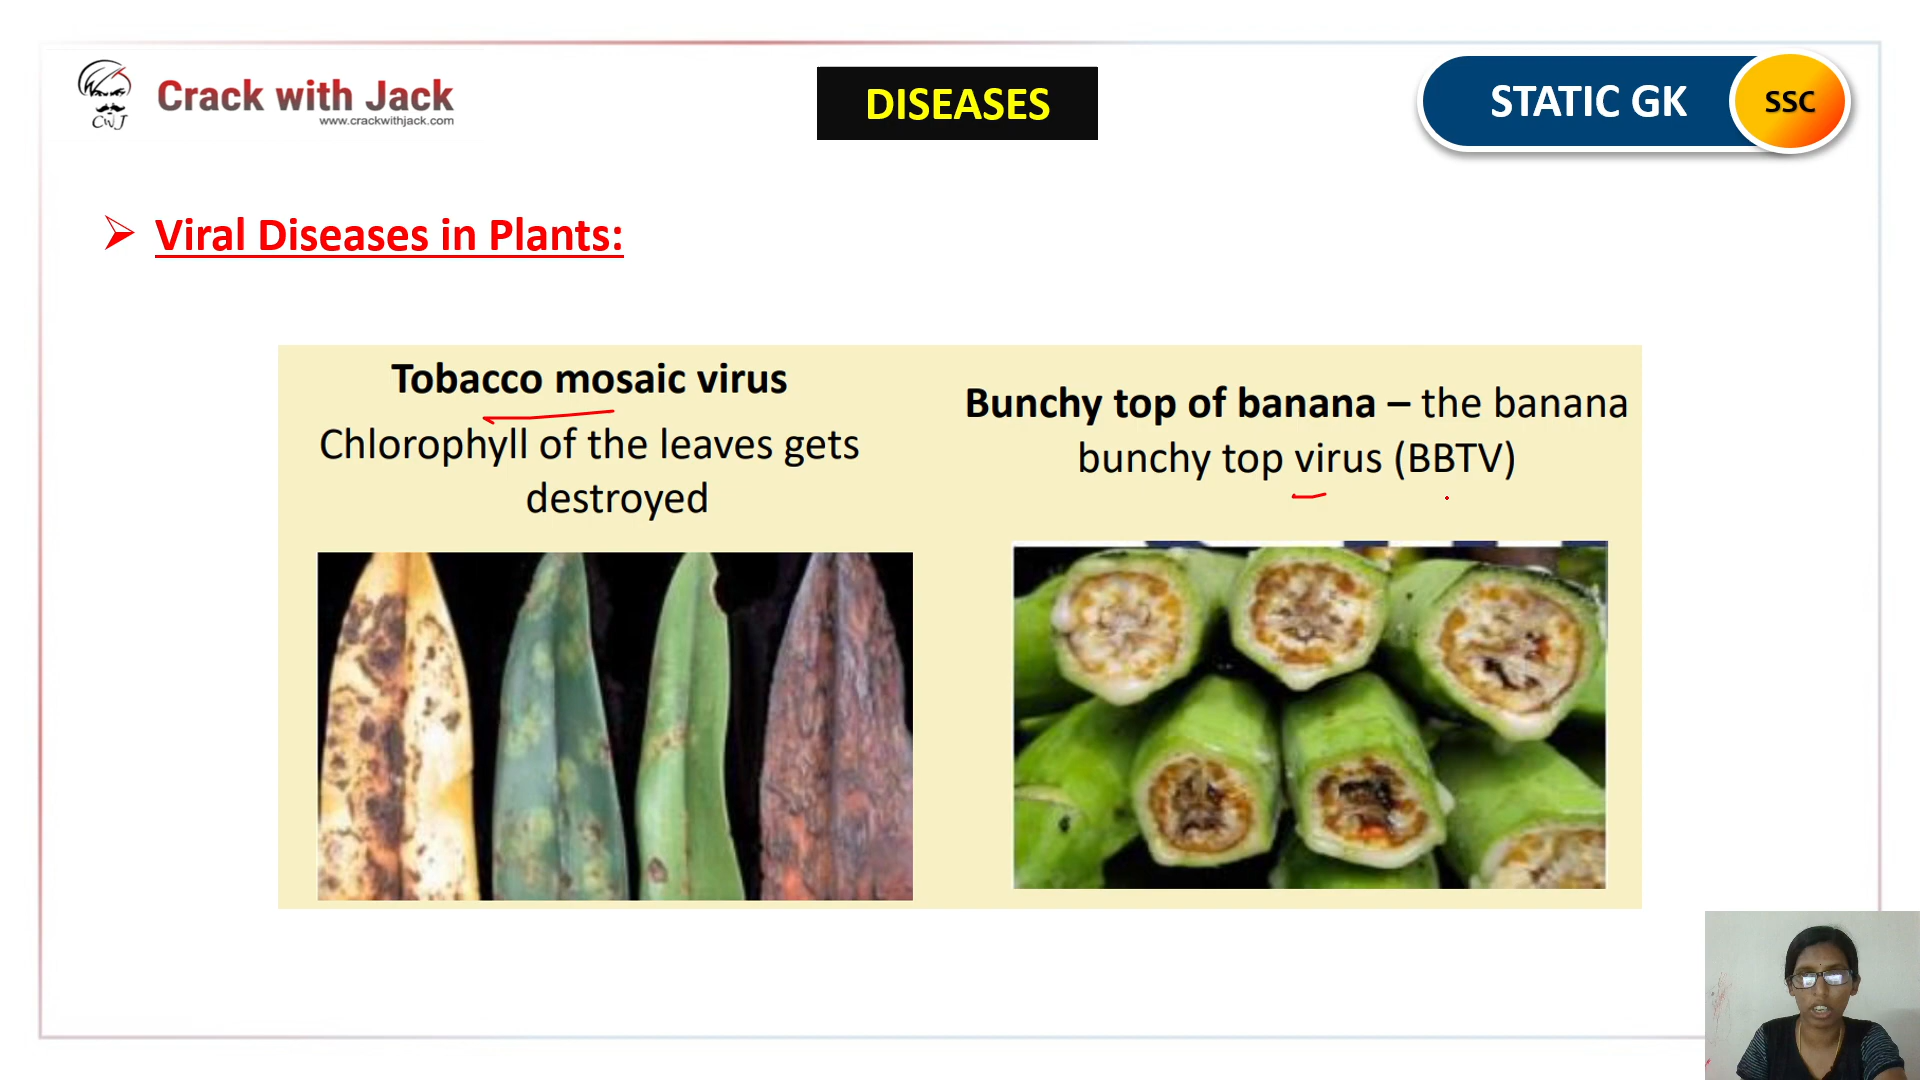 Crack with Jack
www.crackwithjack.com
CWJ
DISEASES
STATIC GK
SSC
Viral Diseases in Plants:
Tobacco mosaic virus
Chlorophyll of the leaves gets
destroyed
Bunchy top of banana – the banana
bunchy top virus (BBTV)